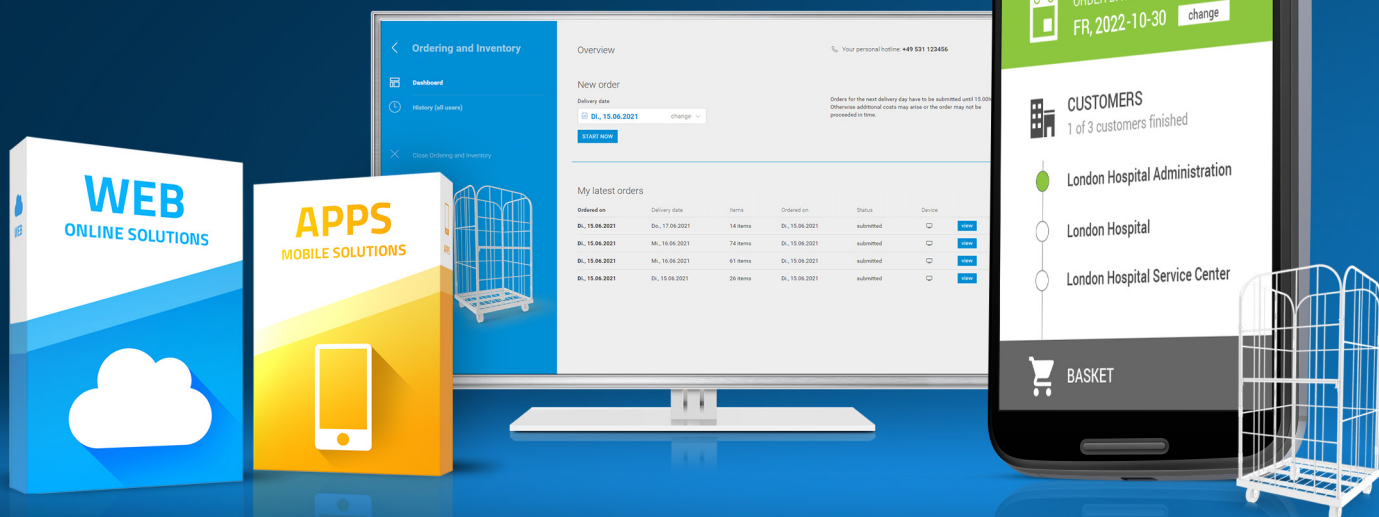 WEB
ONLINE SOLUTIONS
WEB
APPS
MOBILE SOLUTIONS
APPS
Ordering and Inventory
Dashboard
History (all users)
Close Ordering and Inventory
Overview
Your personal hotline: +49 531 123456
New order
Delivery date
Di., 15.06.2021 change
START NOW
Orders for the next delivery day have to be submitted until 15.00
Otherwise additional costs may arise or the order may not be
proceeded in time.
My latest orders
Ordered on Delivery date Items Ordered on Status Device
Di., 15.06.2021 Do., 17.06.2021 14 items Di., 15.06.2021 submitted view
Di., 15.06.2021 Mi., 16.06.2021 74 items Di., 15.06.2021 submitted view
Di., 15.06.2021 Mi., 16.06.2021 61 items Di., 15.06.2021 submitted view
Di., 15.06.2021 Di., 15.06.2021 26 items Di., 15.06.2021 submitted view
FR, 2022-10-30 change
CUSTOMERS
1 of 3 customers finished
London Hospital Administration
London Hospital
London Hospital Service Center
BASKET